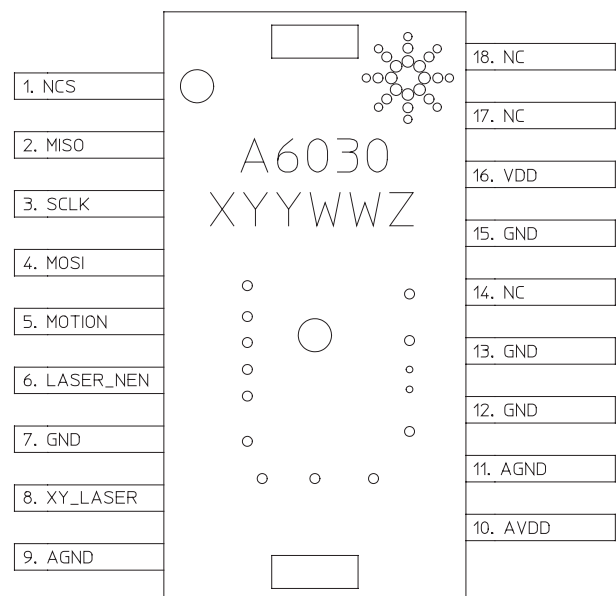 1. NCS
2. MISO
3. SCLK
4. MOSI
5. MOTION
6. LASER_NEN
7. GND
8. XY_LASER
9. AGND
A6030
XYYWWZ
18. NC
17. NC
16. VDD
15. GND
14. NC
13. GND
12. GND
11. AGND
10. AVDD